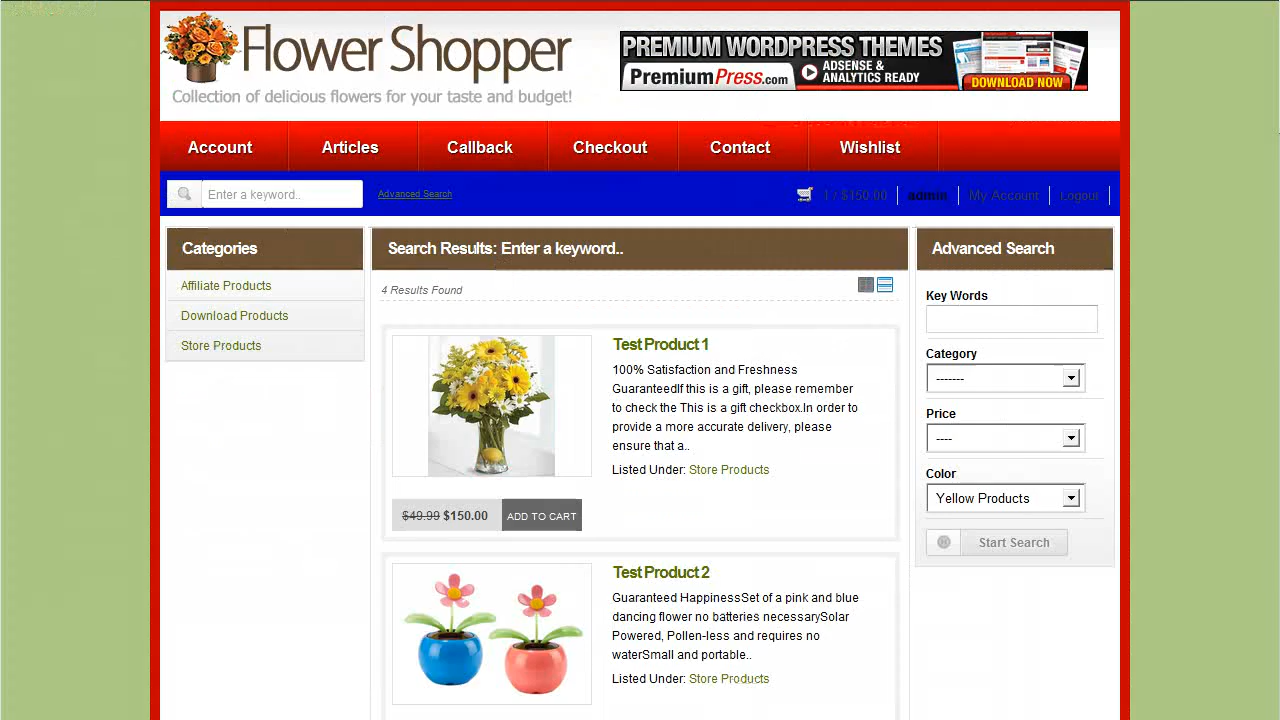 Flower Shopper
Collection of delicious flowers for your taste and budget!
PREMIUM WORDPRESS THEMES
PremiumPress.com
ADSENSE &
ANALYTICS READY
DOWNLOAD NOW
Account Articles Callback Checkout Contact Wishlist
Enter a keyword.. Advanced Search 1 / $150.00 admin My Account Logout
Categories
Affiliate Products
Download Products
Store Products
Search Results: Enter a keyword..
4 Results Found
Test Product 1
100% Satisfaction and Freshness
GuaranteedIf this is a gift, please remember
to check the This is a gift checkbox.In order to
provide a more accurate delivery, please
ensure that a..
Listed Under: Store Products
$49.99 $150.00 ADD TO CART
Test Product 2
Guaranteed HappinessSet of a pink and blue
dancing flower no batteries necessarySolar
Powered, Pollen-less and requires no
waterSmall and portable..
Listed Under: Store Products
Advanced Search
Key Words
Category
-------
Price
----
Color
Yellow Products
Start Search